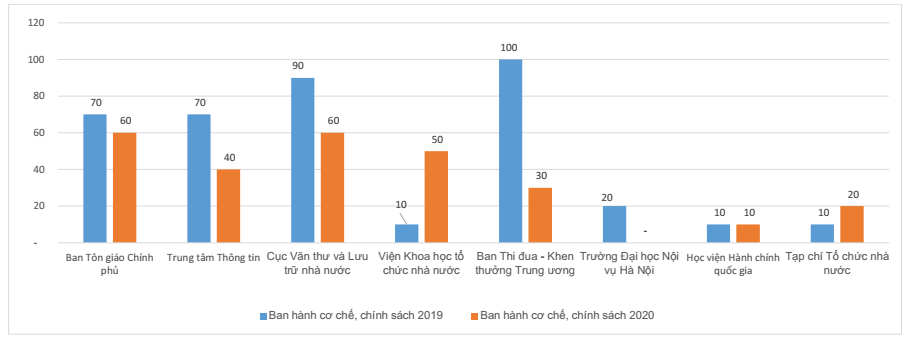 120
100
80
60
40
20
-
70
60
70
40
90
60
10
50
100
30
20
-
10
10
10
20
Ban Tôn giáo Chính
phủ
Trung tâm Thông tin
Cục Văn thư và Lưu
trữ nhà nước
Viện Khoa học tổ
chức nhà nước
Ban Thi đua - Khen
thưởng Trung ương
Trường Đại học Nội
vụ Hà Nội
Học viện Hành chính
quốc gia
Tạp chí Tổ chức nhà
nước
Ban hành cơ chế, chính sách 2019
Ban hành cơ chế, chính sách 2020